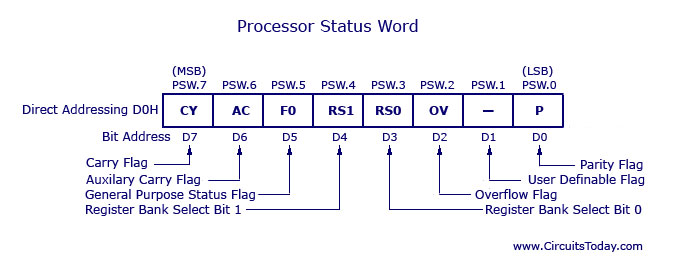 Processor Status Word
(MSB) (LSB)
PSW.7 PSW.6 PSW.5 PSW.4 PSW.3 PSW.2 PSW.1 PSW.0
Direct Addressing D0H CY AC F0 RS1 RS0 OV — P
Bit Address D7 D6 D5 D4 D3 D2 D1 D0
Carry Flag Parity Flag
Auxilary Carry Flag User Definable Flag
General Purpose Status Flag Overflow Flag
Register Bank Select Bit 1 Register Bank Select Bit 0
www.CircuitsToday.com